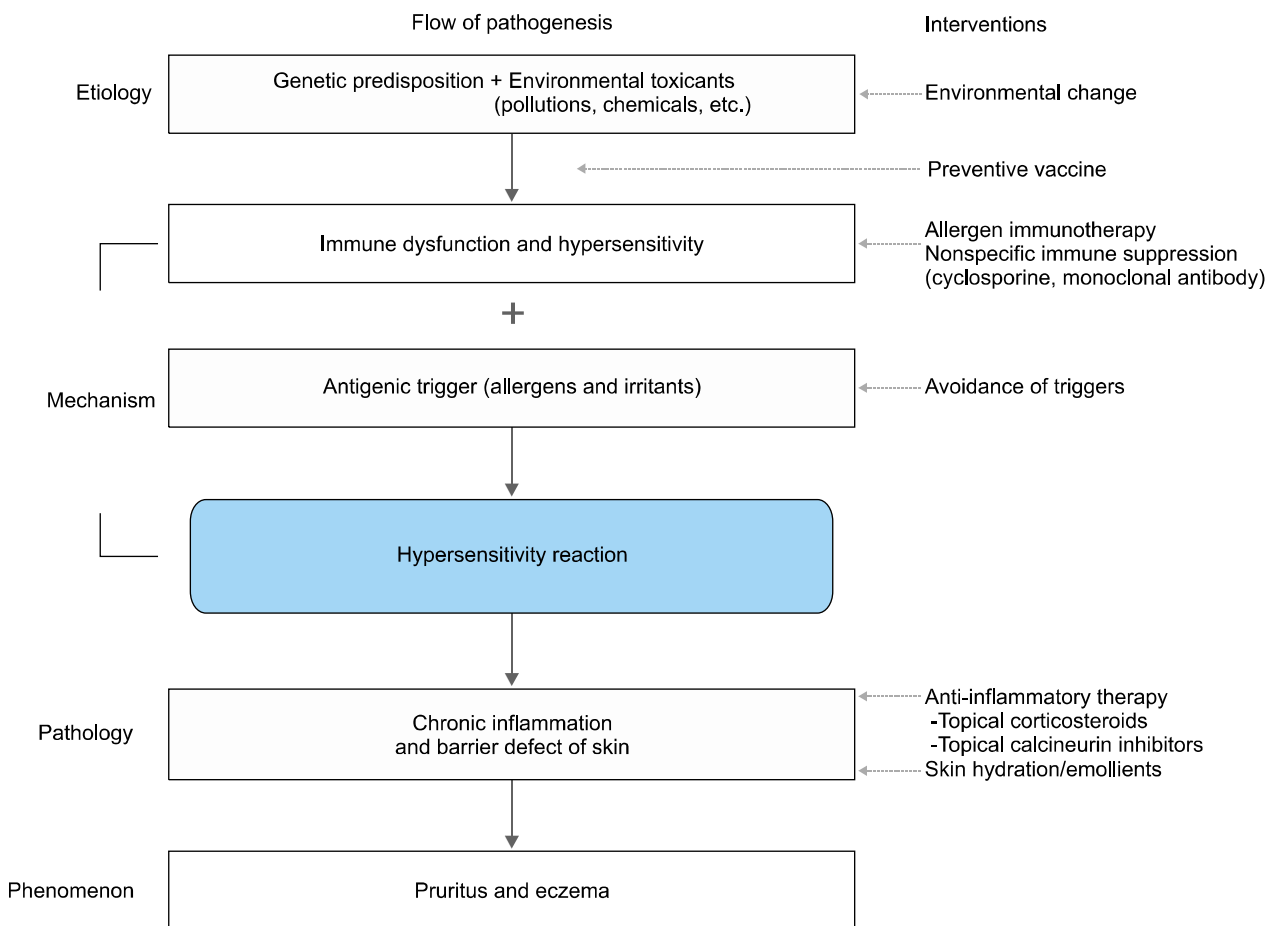 Flow of pathogenesis
Interventions
Etiology
Genetic predisposition + Environmental toxicants
(pollutions, chemicals, etc.)
Environmental change
Preventive vaccine
Immune dysfunction and hypersensitivity
Allergen immunotherapy
Nonspecific immune suppression
(cyclosporine, monoclonal antibody)
+
Mechanism
Antigenic trigger (allergens and irritants)
Avoidance of triggers
Hypersensitivity reaction
Pathology
Chronic inflammation
and barrier defect of skin
Anti-inflammatory therapy
-Topical corticosteroids
-Topical calcineurin inhibitors
Skin hydration/emollients
Phenomenon
Pruritus and eczema